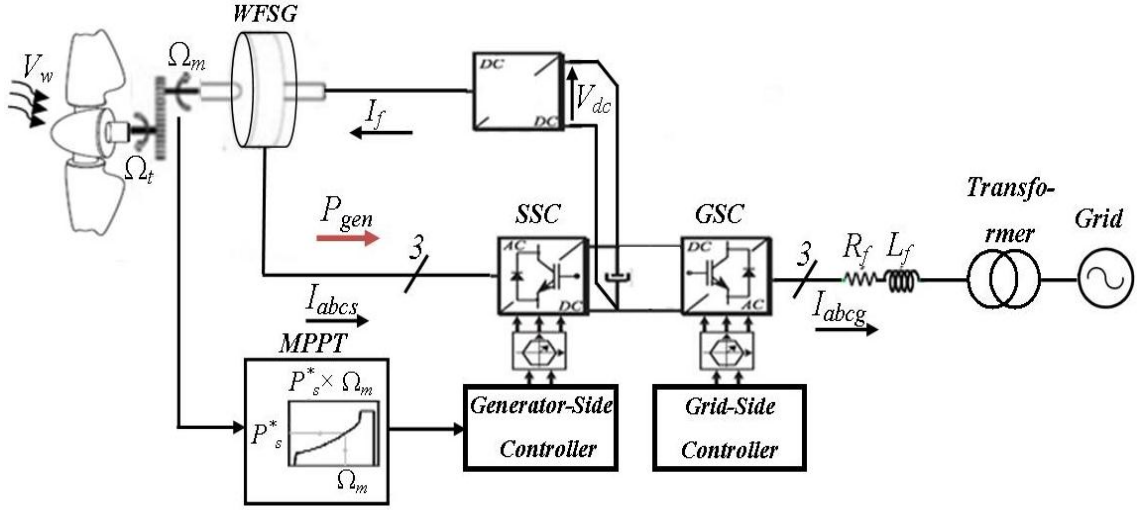 WFSG
V_w
Ω_m
Ω_t
I_f
DC
DC
V_dc
P_gen
3
I_abcs
SSC
AC
DC
GSC
DC
AC
3
I_abcg
R_f L_f
Transfo-
rmer
Grid
MPPT
P*_s × Ω_m
P*_s
Ω_m
Generator-Side
Controller
Grid-Side
Controller